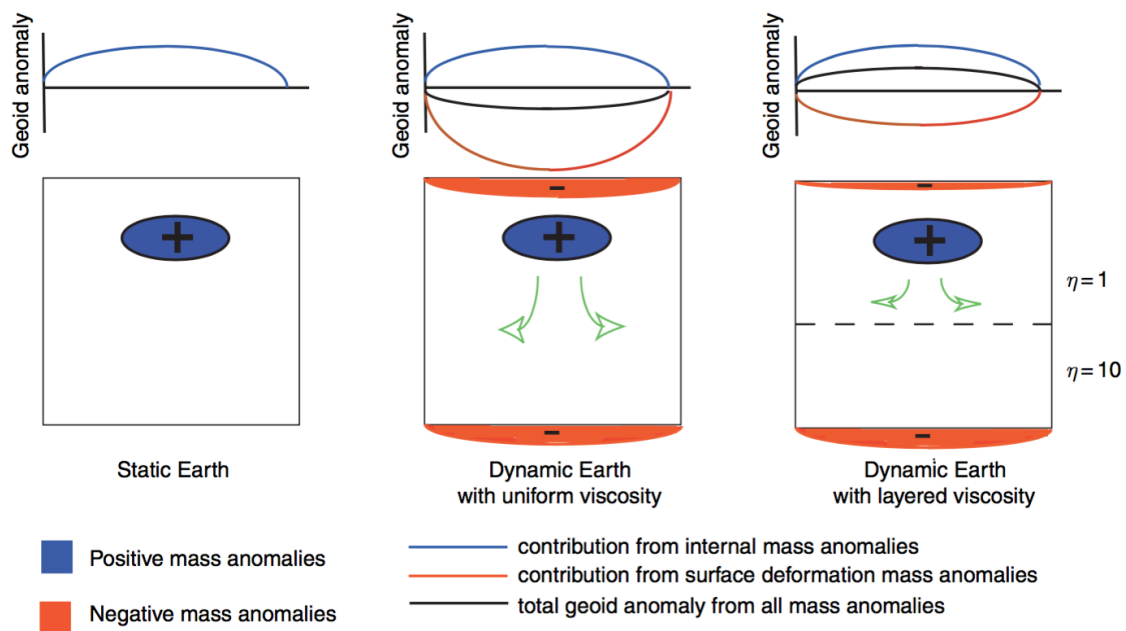 Geoid anomaly
Geoid anomaly
Geoid anomaly
+
-
+
-
-
+
-
η=1
η=10
Static Earth
Dynamic Earth
with uniform viscosity
Dynamic Earth
with layered viscosity
Positive mass anomalies
Negative mass anomalies
contribution from internal mass anomalies
contribution from surface deformation mass anomalies
total geoid anomaly from all mass anomalies